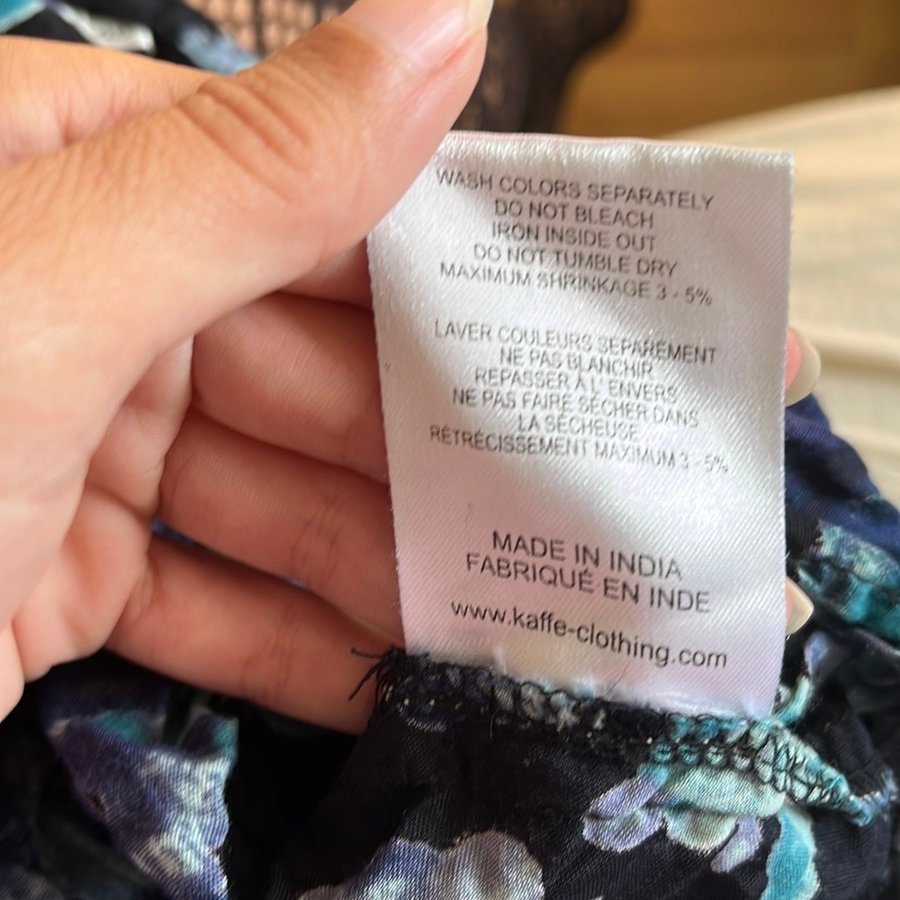 WASH COLORS SEPARATELY
DO NOT BLEACH
IRON INSIDE OUT
DO NOT TUMBLE DRY
MAXIMUM SHRINKAGE 3 - 5%
LAVER COULEURS SEPARÉMENT
NE PAS BLANCHIR
REPASSER À L' ENVERS
NE PAS FAIRE SÉCHER DANS
LA SÉCHEUSE
RÉTRÉCISSEMENT MAXIMUM 3 - 5%
MADE IN INDIA
FABRIQUÉ EN INDE
www.kaffe-clothing.com